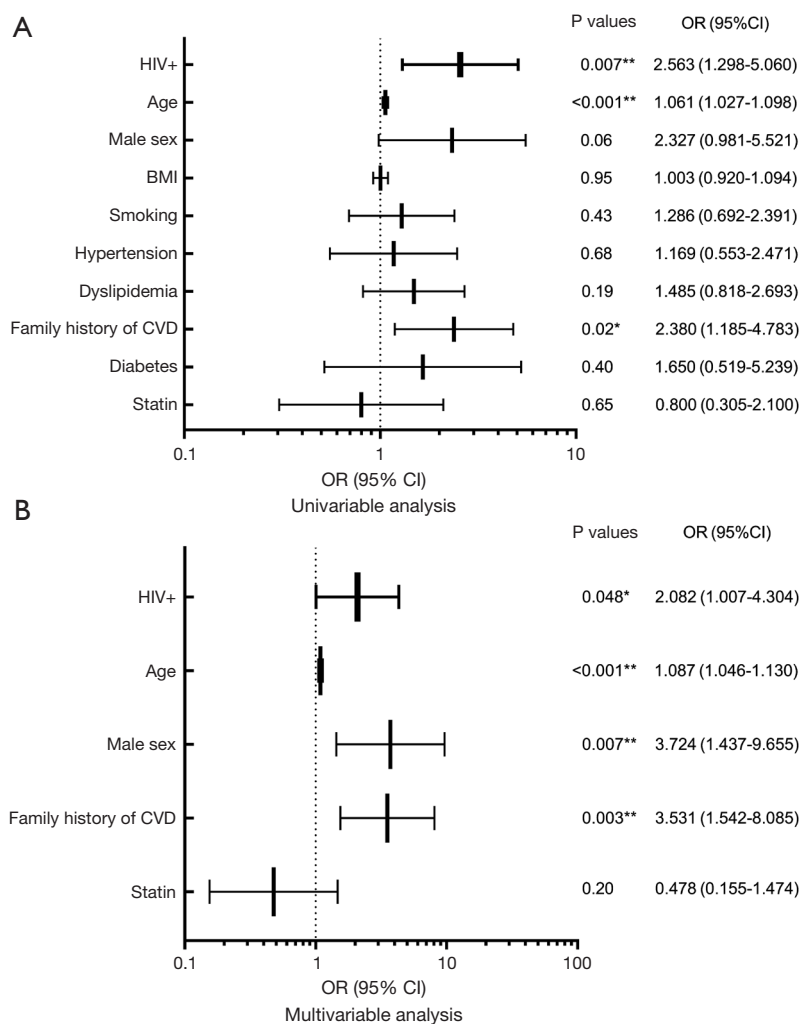 A
P values OR (95%CI)
HIV+ 0.007** 2.563 (1.298-5.060)
Age <0.001** 1.061 (1.027-1.098)
Male sex 0.06 2.327 (0.981-5.521)
BMI 0.95 1.003 (0.920-1.094)
Smoking 0.43 1.286 (0.692-2.391)
Hypertension 0.68 1.169 (0.553-2.471)
Dyslipidemia 0.19 1.485 (0.818-2.693)
Family history of CVD 0.02* 2.380 (1.185-4.783)
Diabetes 0.40 1.650 (0.519-5.239)
Statin 0.65 0.800 (0.305-2.100)
0.1 1 10
OR (95% CI)
Univariable analysis
B
P values OR (95%CI)
HIV+ 0.048* 2.082 (1.007-4.304)
Age <0.001** 1.087 (1.046-1.130)
Male sex 0.007** 3.724 (1.437-9.655)
Family history of CVD 0.003** 3.531 (1.542-8.085)
Statin 0.20 0.478 (0.155-1.474)
0.1 1 10 100
OR (95% CI)
Multivariable analysis